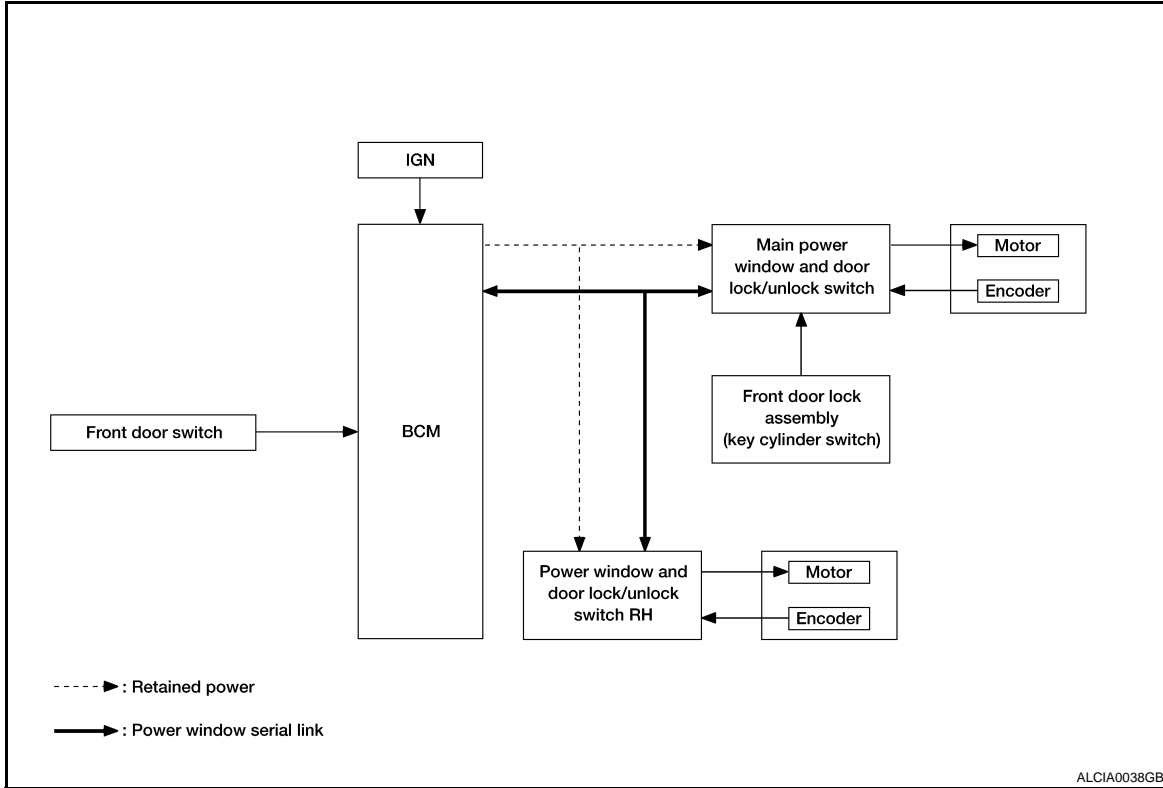 IGN
BCM
Front door switch
Main power
window and door
lock/unlock switch
Motor
Encoder
Front door lock
assembly
(key cylinder switch)
Power window and
door lock/unlock
switch RH
Motor
Encoder
: Retained power
: Power window serial link
ALCIA0038GB